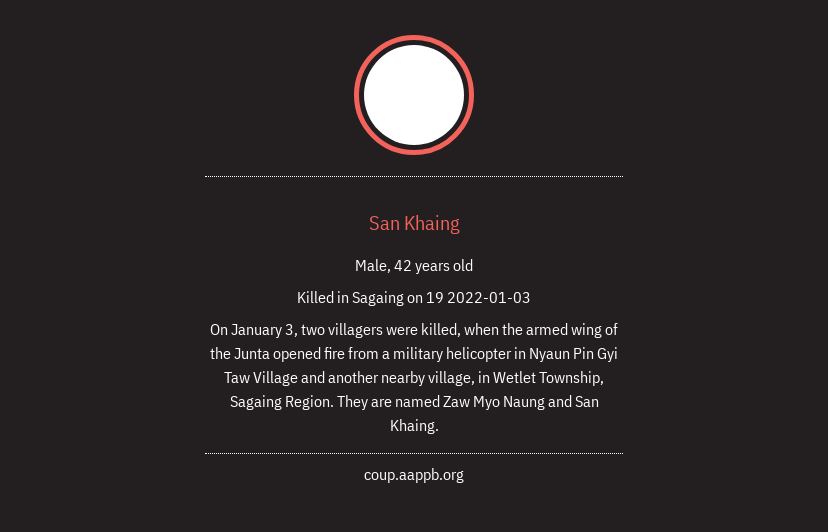 San Khaing
Male, 42 years old
Killed in Sagaing on 19 2022-01-03
On January 3, two villagers were killed, when the armed wing of
the Junta opened fire from a military helicopter in Nyaun Pin Gyi
Taw Village and another nearby village, in Wetlet Township,
Sagaing Region. They are named Zaw Myo Naung and San
Khaing.
coup.aappb.org